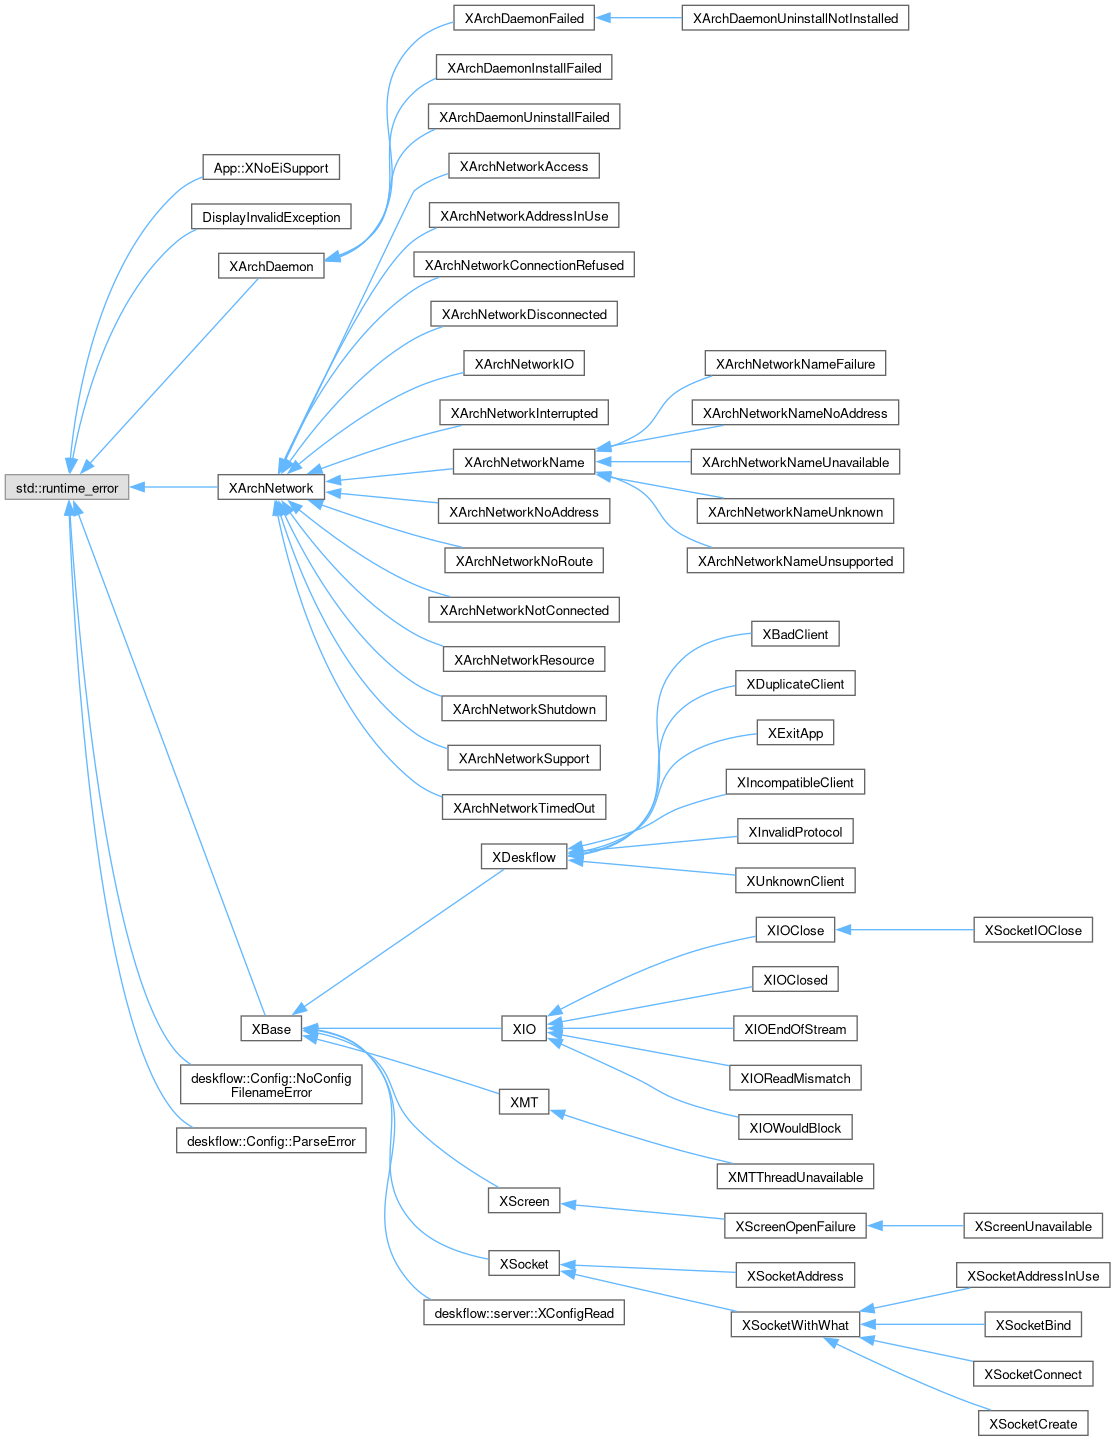 XArchDaemonFailed
XArchDaemonUninstallNotInstalled
XArchDaemonInstallFailed
XArchDaemonUninstallFailed
App::XNoEiSupport
XArchNetworkAccess
DisplayInvalidException
XArchNetworkAddressInUse
XArchDaemon
XArchNetworkConnectionRefused
XArchNetworkDisconnected
XArchNetworkIO
XArchNetworkNameFailure
XArchNetworkInterrupted
XArchNetworkNameNoAddress
XArchNetworkName
XArchNetworkNameUnavailable
std::runtime_error
XArchNetwork
XArchNetworkNoAddress
XArchNetworkNameUnknown
XArchNetworkNoRoute
XArchNetworkNameUnsupported
XArchNetworkNotConnected
XBadClient
XArchNetworkResource
XDuplicateClient
XArchNetworkShutdown
XExitApp
XArchNetworkSupport
XIncompatibleClient
XArchNetworkTimedOut
XInvalidProtocol
XDeskflow
XUnknownClient
XIOClose
XSocketIOClose
XIOClosed
XBase
XIO
XIOEndOfStream
deskflow::Config::NoConfig
FilenameError
XIOReadMismatch
XMT
XIOWouldBlock
deskflow::Config::ParseError
XMTThreadUnavailable
XScreen
XScreenOpenFailure
XScreenUnavailable
XSocket
XSocketAddress
XSocketAddressInUse
deskflow::server::XConfigRead
XSocketWithWhat
XSocketBind
XSocketConnect
XSocketCreate